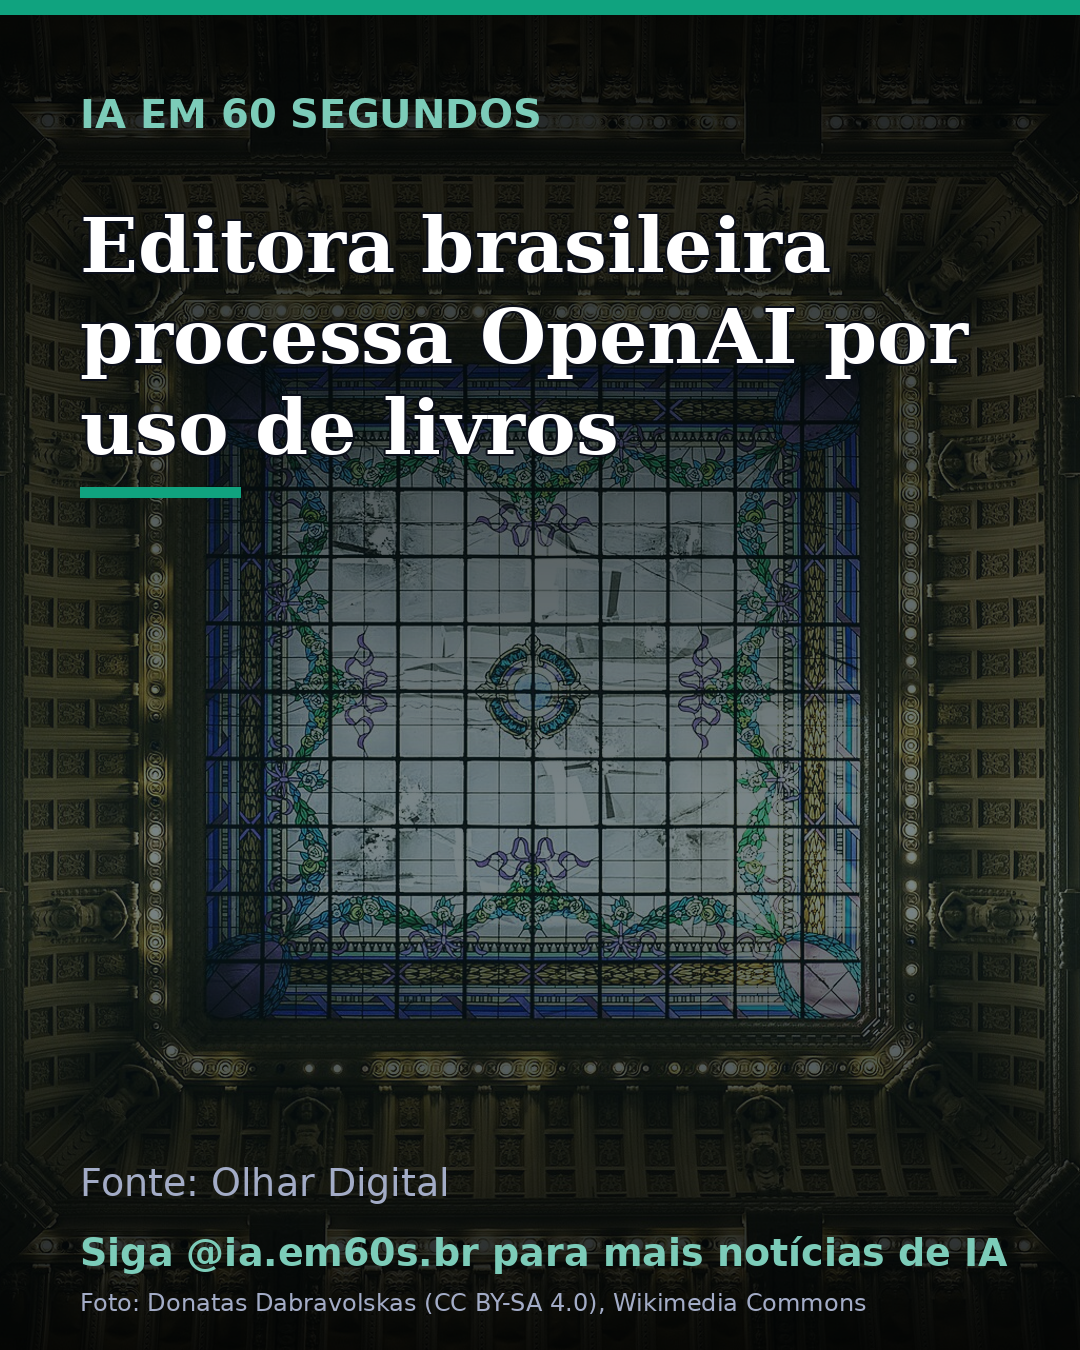 IA EM 60 SEGUNDOS
Editora brasileira
processa OpenAI por
uso de livros
Fonte: Olhar Digital
Siga @ia.em60s.br para mais notícias de IA
Foto: Donatas Dabravolskas (CC BY-SA 4.0), Wikimedia Commons